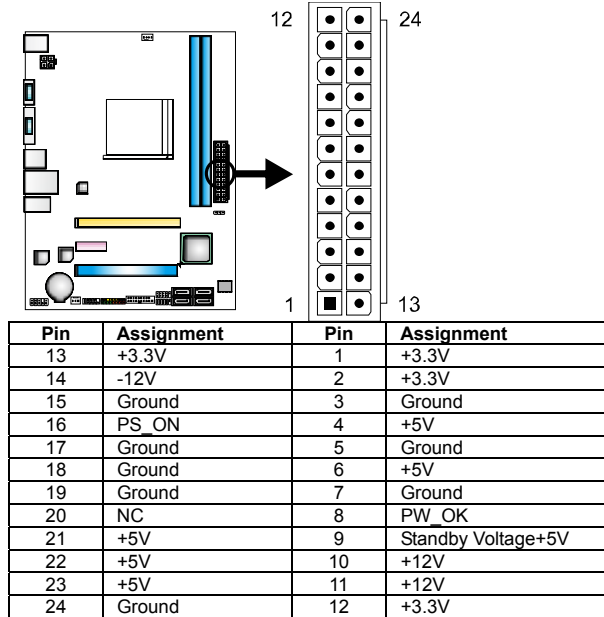 12 24
1 13
Pin Assignment Pin Assignment
13 +3.3V 1 +3.3V
14 -12V 2 +3.3V
15 Ground 3 Ground
16 PS_ON 4 +5V
17 Ground 5 Ground
18 Ground 6 +5V
19 Ground 7 Ground
20 NC 8 PW_OK
21 +5V 9 Standby Voltage+5V
22 +5V 10 +12V
23 +5V 11 +12V
24 Ground 12 +3.3V